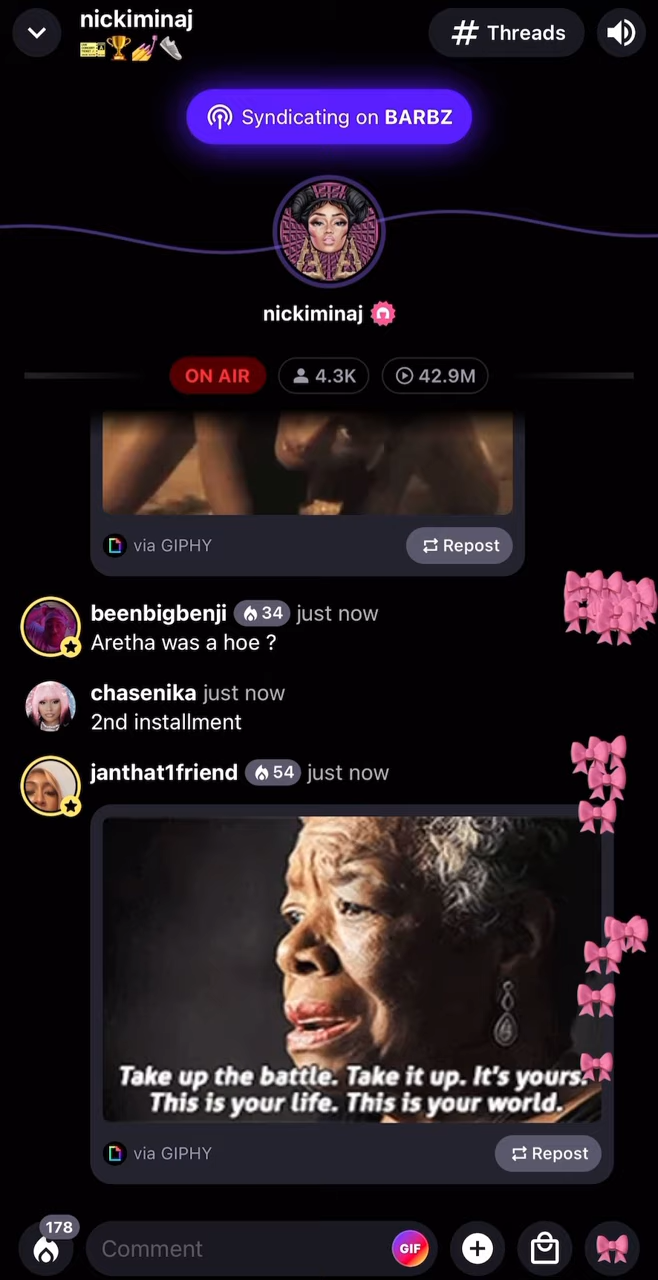 nickiminaj
🎫🏆💅👟
# Threads
Syndicating on BARBZ
nickiminaj
ON AIR
4.3K
42.9M
via GIPHY
Repost
beenbigbenji 34 just now
Aretha was a hoe ?
chasenika just now
2nd installment
janthat1friend 54 just now
Take up the battle. Take it up. It's yours.
This is your life. This is your world.
via GIPHY
Repost
178
Comment
GIF